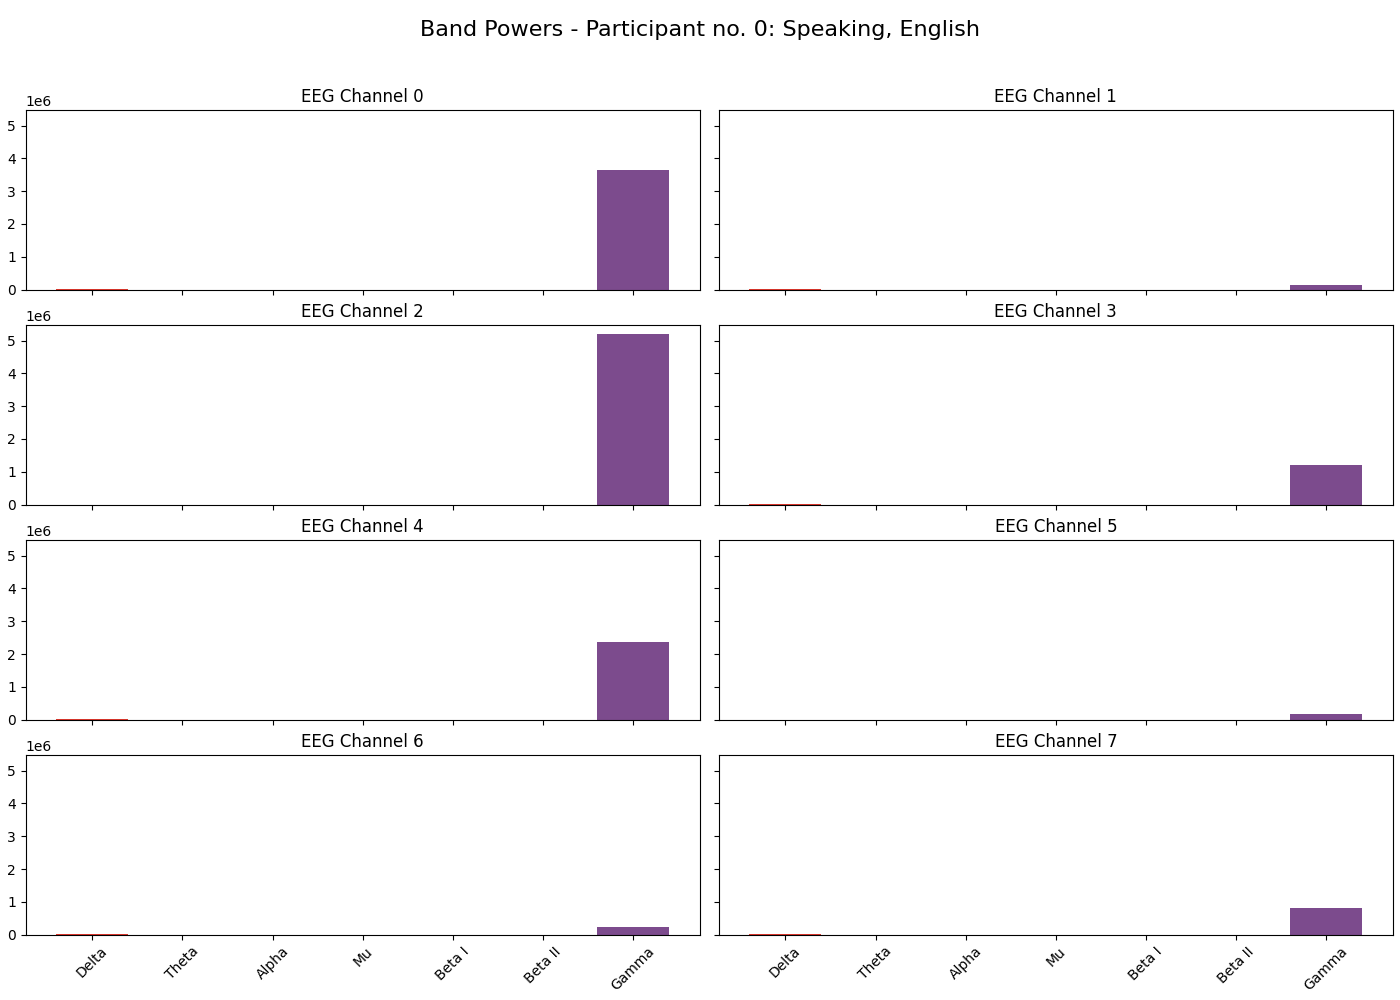 Band Powers - Participant no. 0: Speaking, English
EEG Channel 0
EEG Channel 1
1e6
5
4
3
2
1
0
EEG Channel 2
EEG Channel 3
1e6
5
4
3
2
1
0
EEG Channel 4
EEG Channel 5
1e6
5
4
3
2
1
0
EEG Channel 6
EEG Channel 7
1e6
5
4
3
2
1
0
Delta Theta Alpha Mu Beta I Beta II Gamma
Delta Theta Alpha Mu Beta I Beta II Gamma